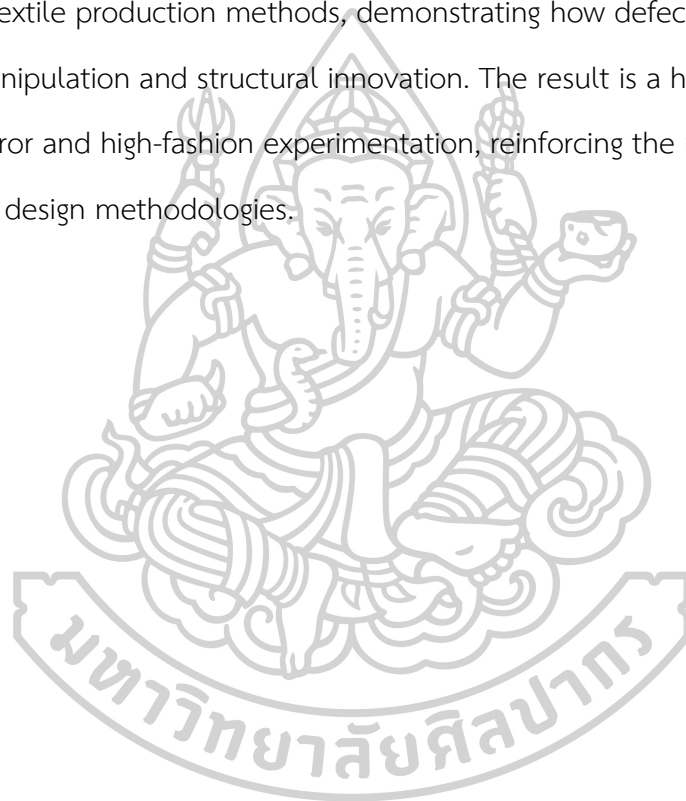 extile production methods, demonstrating how defec
nipulation and structural innovation. The result is a h
ror and high-fashion experimentation, reinforcing the
design methodologies.
มหาวิทยาลัยศิลปากร